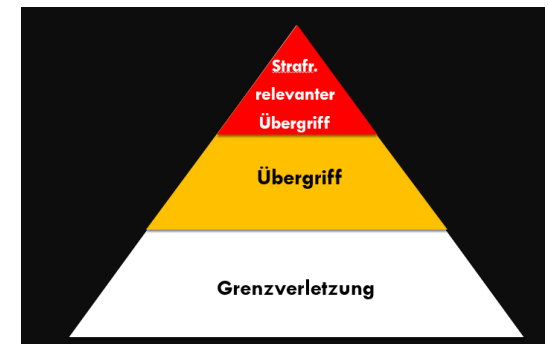 Strafr.
relevanter
Übergriff
Übergriff
Grenzverletzung